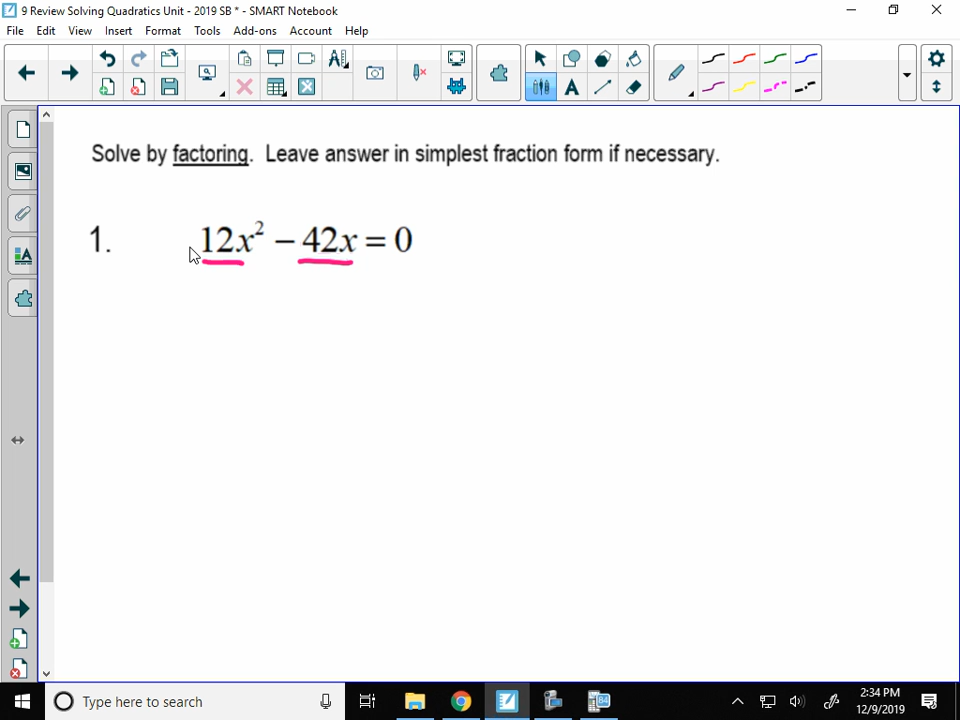 9 Review Solving Quadratics Unit - 2019 SB * - SMART Notebook
File Edit View Insert Format Tools Add-ons Account Help
Solve by factoring. Leave answer in simplest fraction form if necessary.
1. 12x² − 42x = 0
Type here to search
2:34 PM
12/9/2019